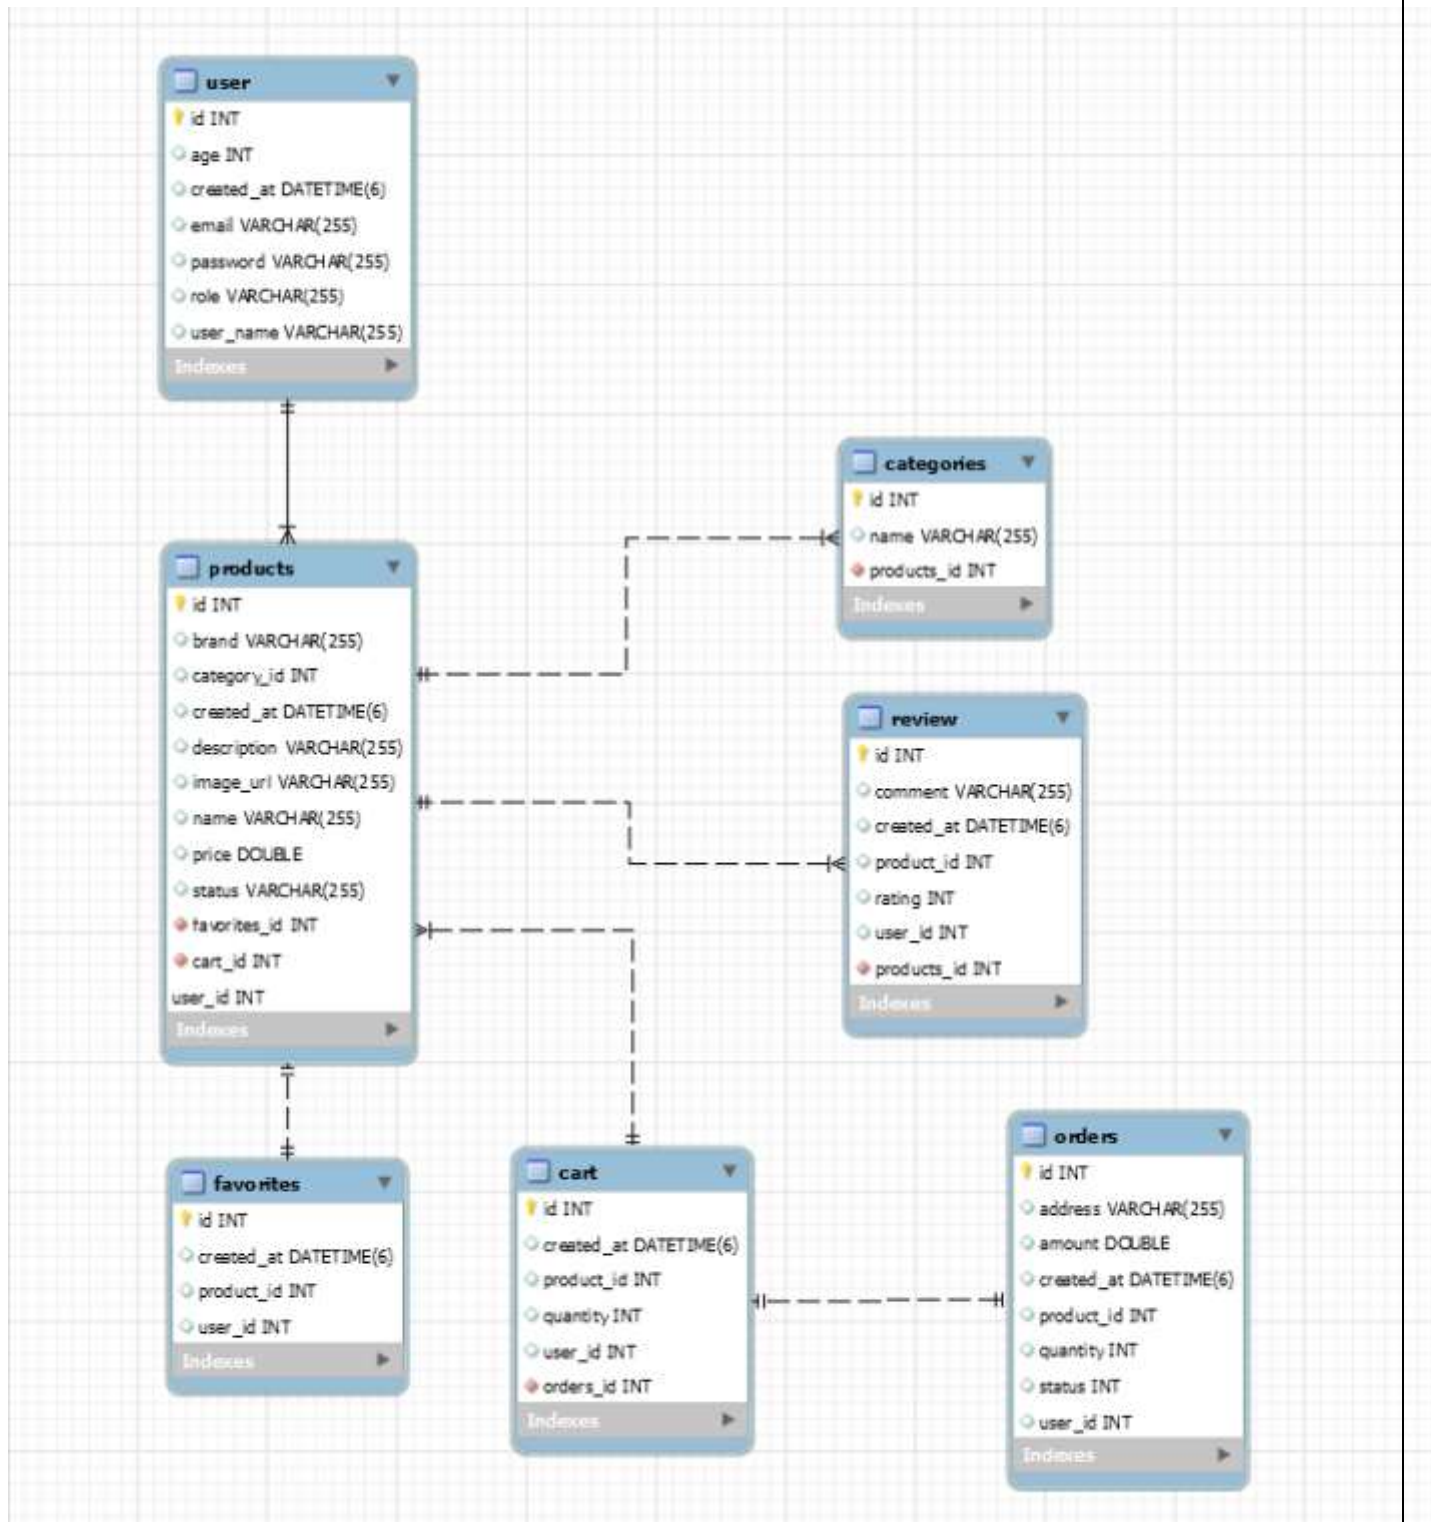 user
id INT
age INT
created_at DATETIME(6)
email VARCHAR(255)
password VARCHAR(255)
role VARCHAR(255)
user_name VARCHAR(255)
Indexes
products
id INT
brand VARCHAR(255)
category_id INT
created_at DATETIME(6)
description VARCHAR(255)
image_url VARCHAR(255)
name VARCHAR(255)
price DOUBLE
status VARCHAR(255)
favorites_id INT
cart_id INT
user_id INT
Indexes
categories
id INT
name VARCHAR(255)
products_id INT
Indexes
review
id INT
comment VARCHAR(255)
created_at DATETIME(6)
product_id INT
rating INT
user_id INT
products_id INT
Indexes
favorites
id INT
created_at DATETIME(6)
product_id INT
user_id INT
Indexes
cart
id INT
created_at DATETIME(6)
product_id INT
quantity INT
user_id INT
orders_id INT
Indexes
orders
id INT
address VARCHAR(255)
amount DOUBLE
created_at DATETIME(6)
product_id INT
quantity INT
status INT
user_id INT
Indexes